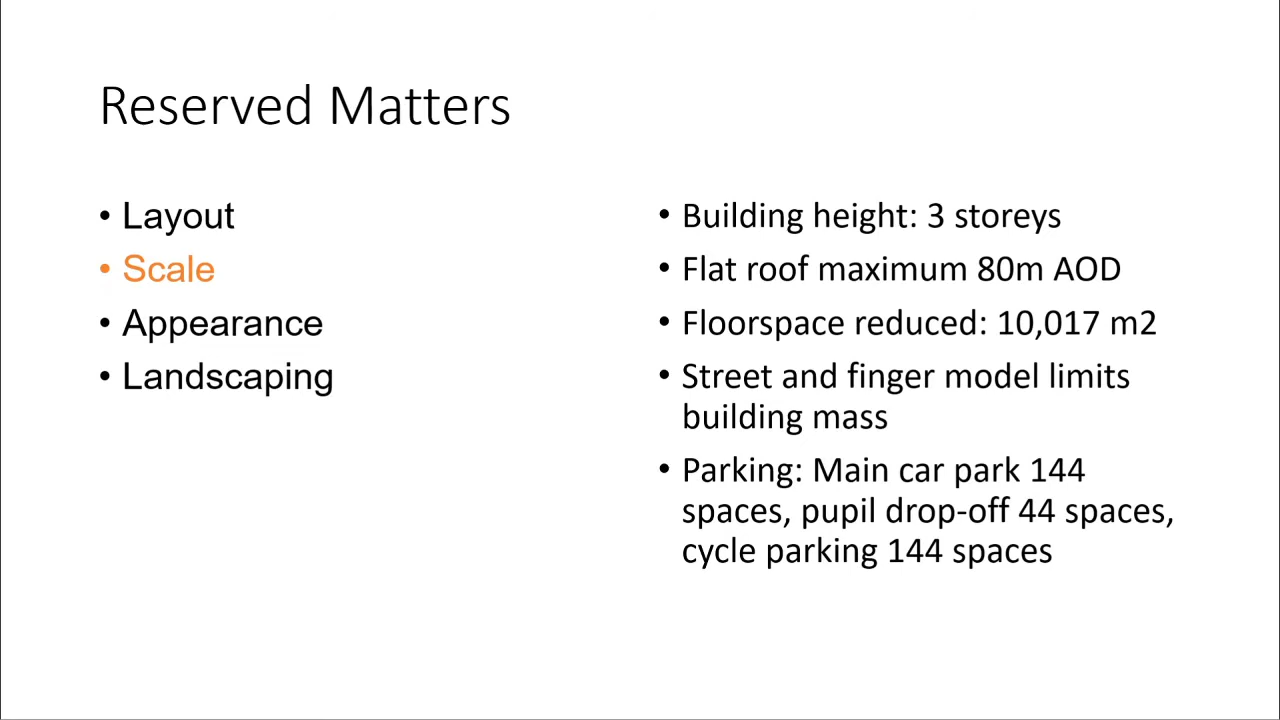 Reserved Matters
• Layout
• Scale
• Appearance
• Landscaping
• Building height: 3 storeys
• Flat roof maximum 80m AOD
• Floorspace reduced: 10,017 m2
• Street and finger model limits
building mass
• Parking: Main car park 144
spaces, pupil drop-off 44 spaces,
cycle parking 144 spaces